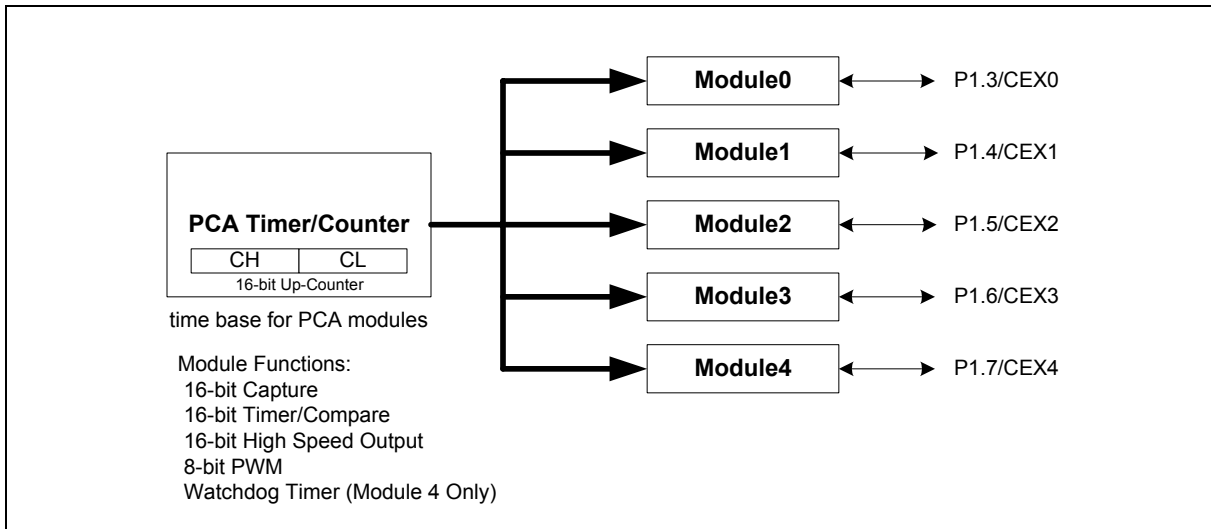 Module0
P1.3/CEX0
Module1
P1.4/CEX1
PCA Timer/Counter
CH
CL
16-bit Up-Counter
time base for PCA modules
Module2
P1.5/CEX2
Module3
P1.6/CEX3
Module4
P1.7/CEX4
Module Functions:
16-bit Capture
16-bit Timer/Compare
16-bit High Speed Output
8-bit PWM
Watchdog Timer (Module 4 Only)